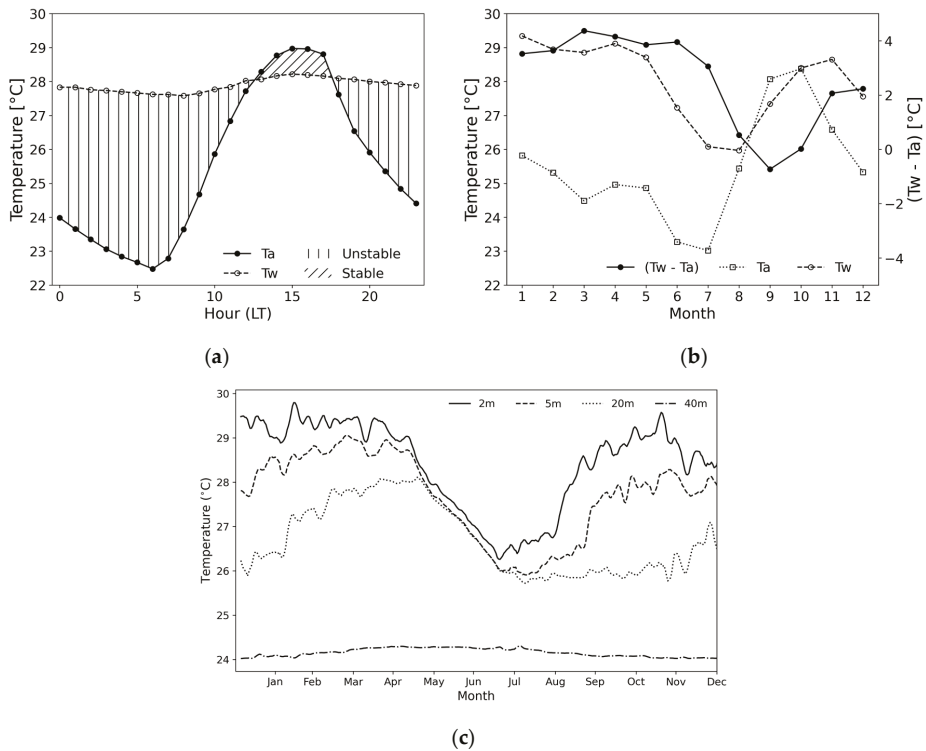 30
29
28
27
26
25
24
23
22
Temperature [°C]
Ta
Tw
Unstable
Stable
0 5 10 15 20
Hour (LT)
(a)
30
29
28
27
26
25
24
23
22
Temperature [°C]
4
2
0
−2
−4
(Tw - Ta) [°C]
(Tw - Ta) Ta Tw
1 2 3 4 5 6 7 8 9 10 11 12
Month
(b)
30
29
28
27
26
25
24
Temperature (°C)
2m 5m 20m 40m
Jan Feb Mar Apr May Jun Jul Aug Sep Oct Nov Dec
Month
(c)